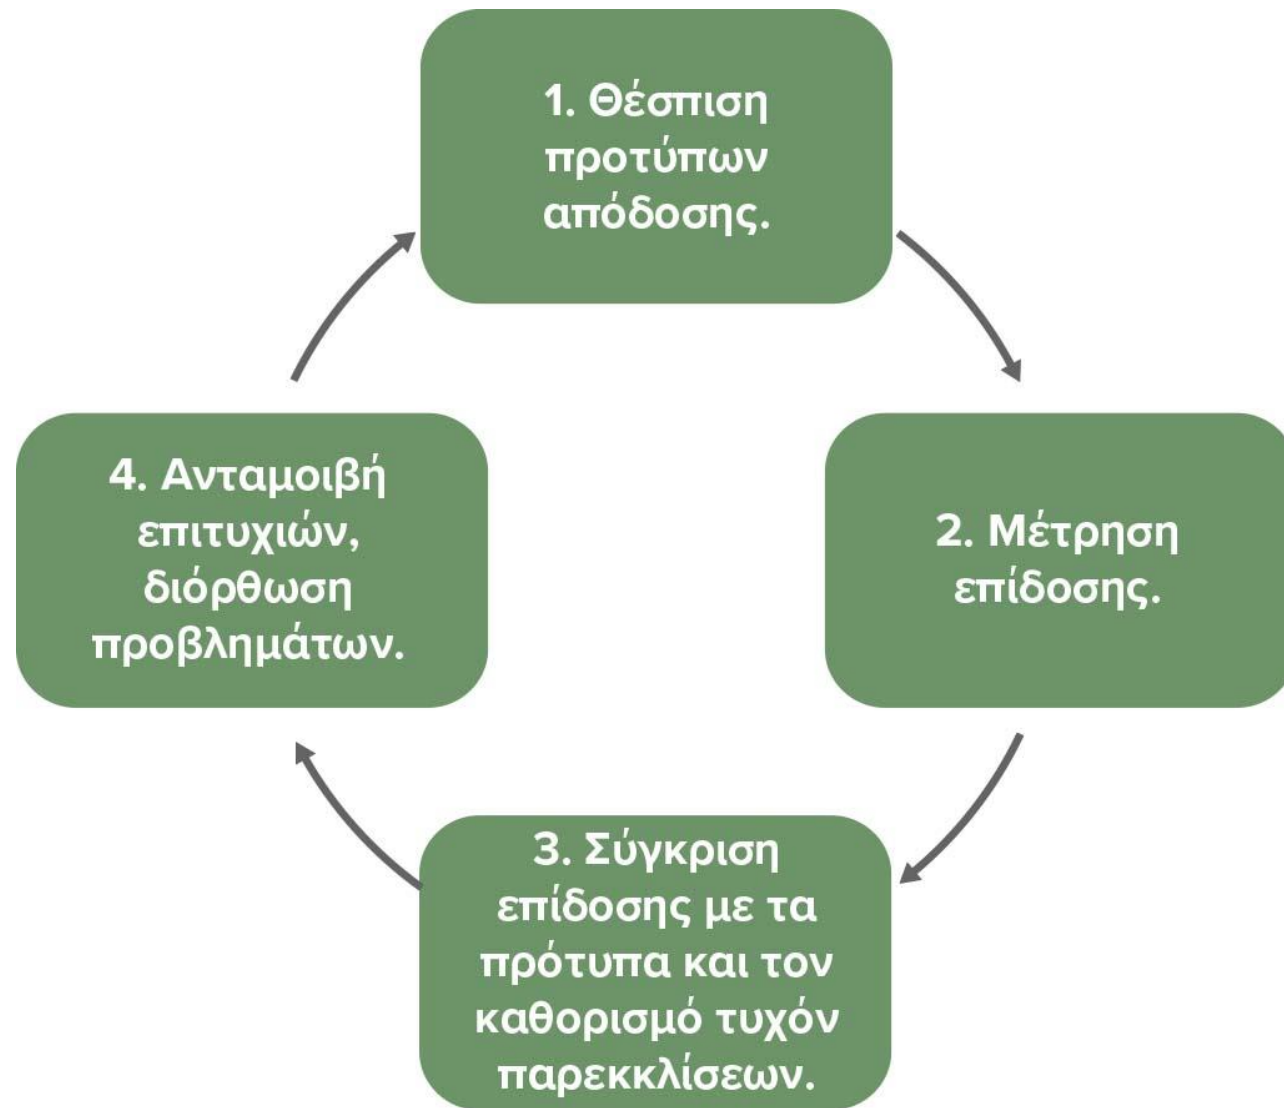 1. Θέσπιση
προτύπων
απόδοσης.
2. Μέτρηση
επίδοσης.
3. Σύγκριση
επίδοσης με τα
πρότυπα και τον
καθορισμό τυχόν
παρεκκλίσεων.
4. Ανταμοιβή
επιτυχιών,
διόρθωση
προβλημάτων.